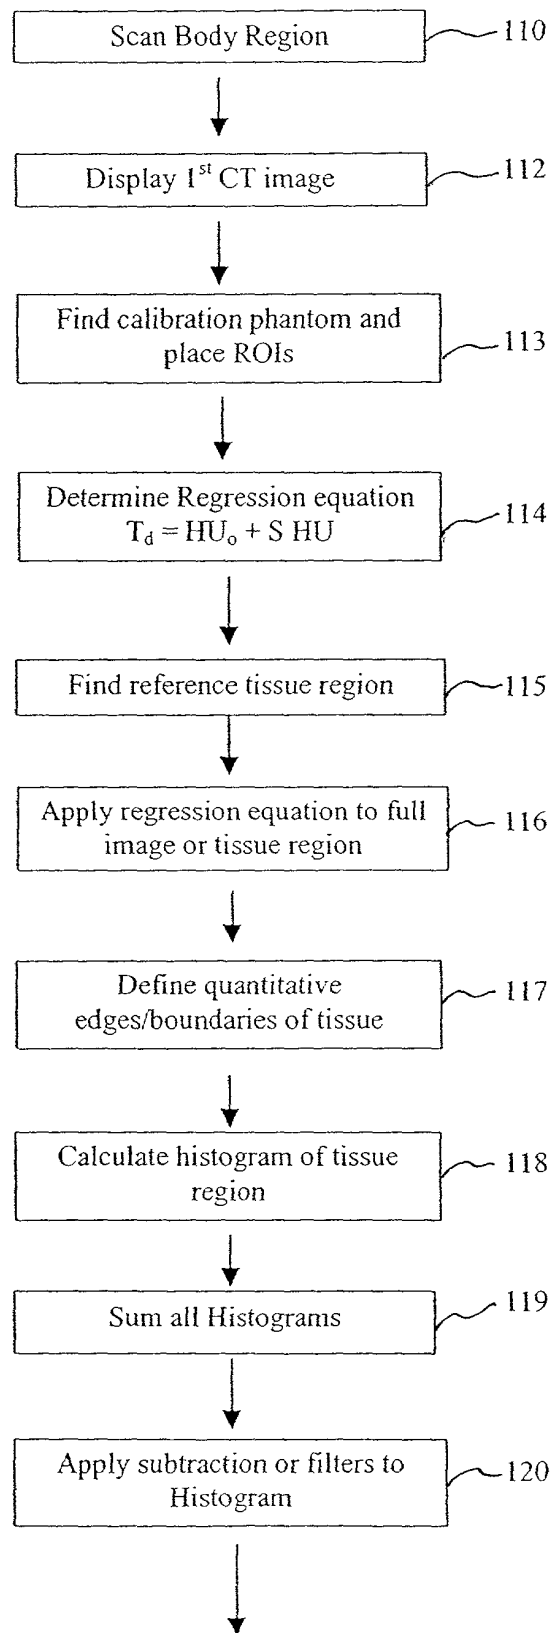 Scan Body Region
110
Display 1st CT image
112
Find calibration phantom and
place ROIs
113
Determine Regression equation
Td = HUo + S HU
114
Find reference tissue region
115
Apply regression equation to full
image or tissue region
116
Define quantitative
edges/boundaries of tissue
117
Calculate histogram of tissue
region
118
Sum all Histograms
119
Apply subtraction or filters to
Histogram
120